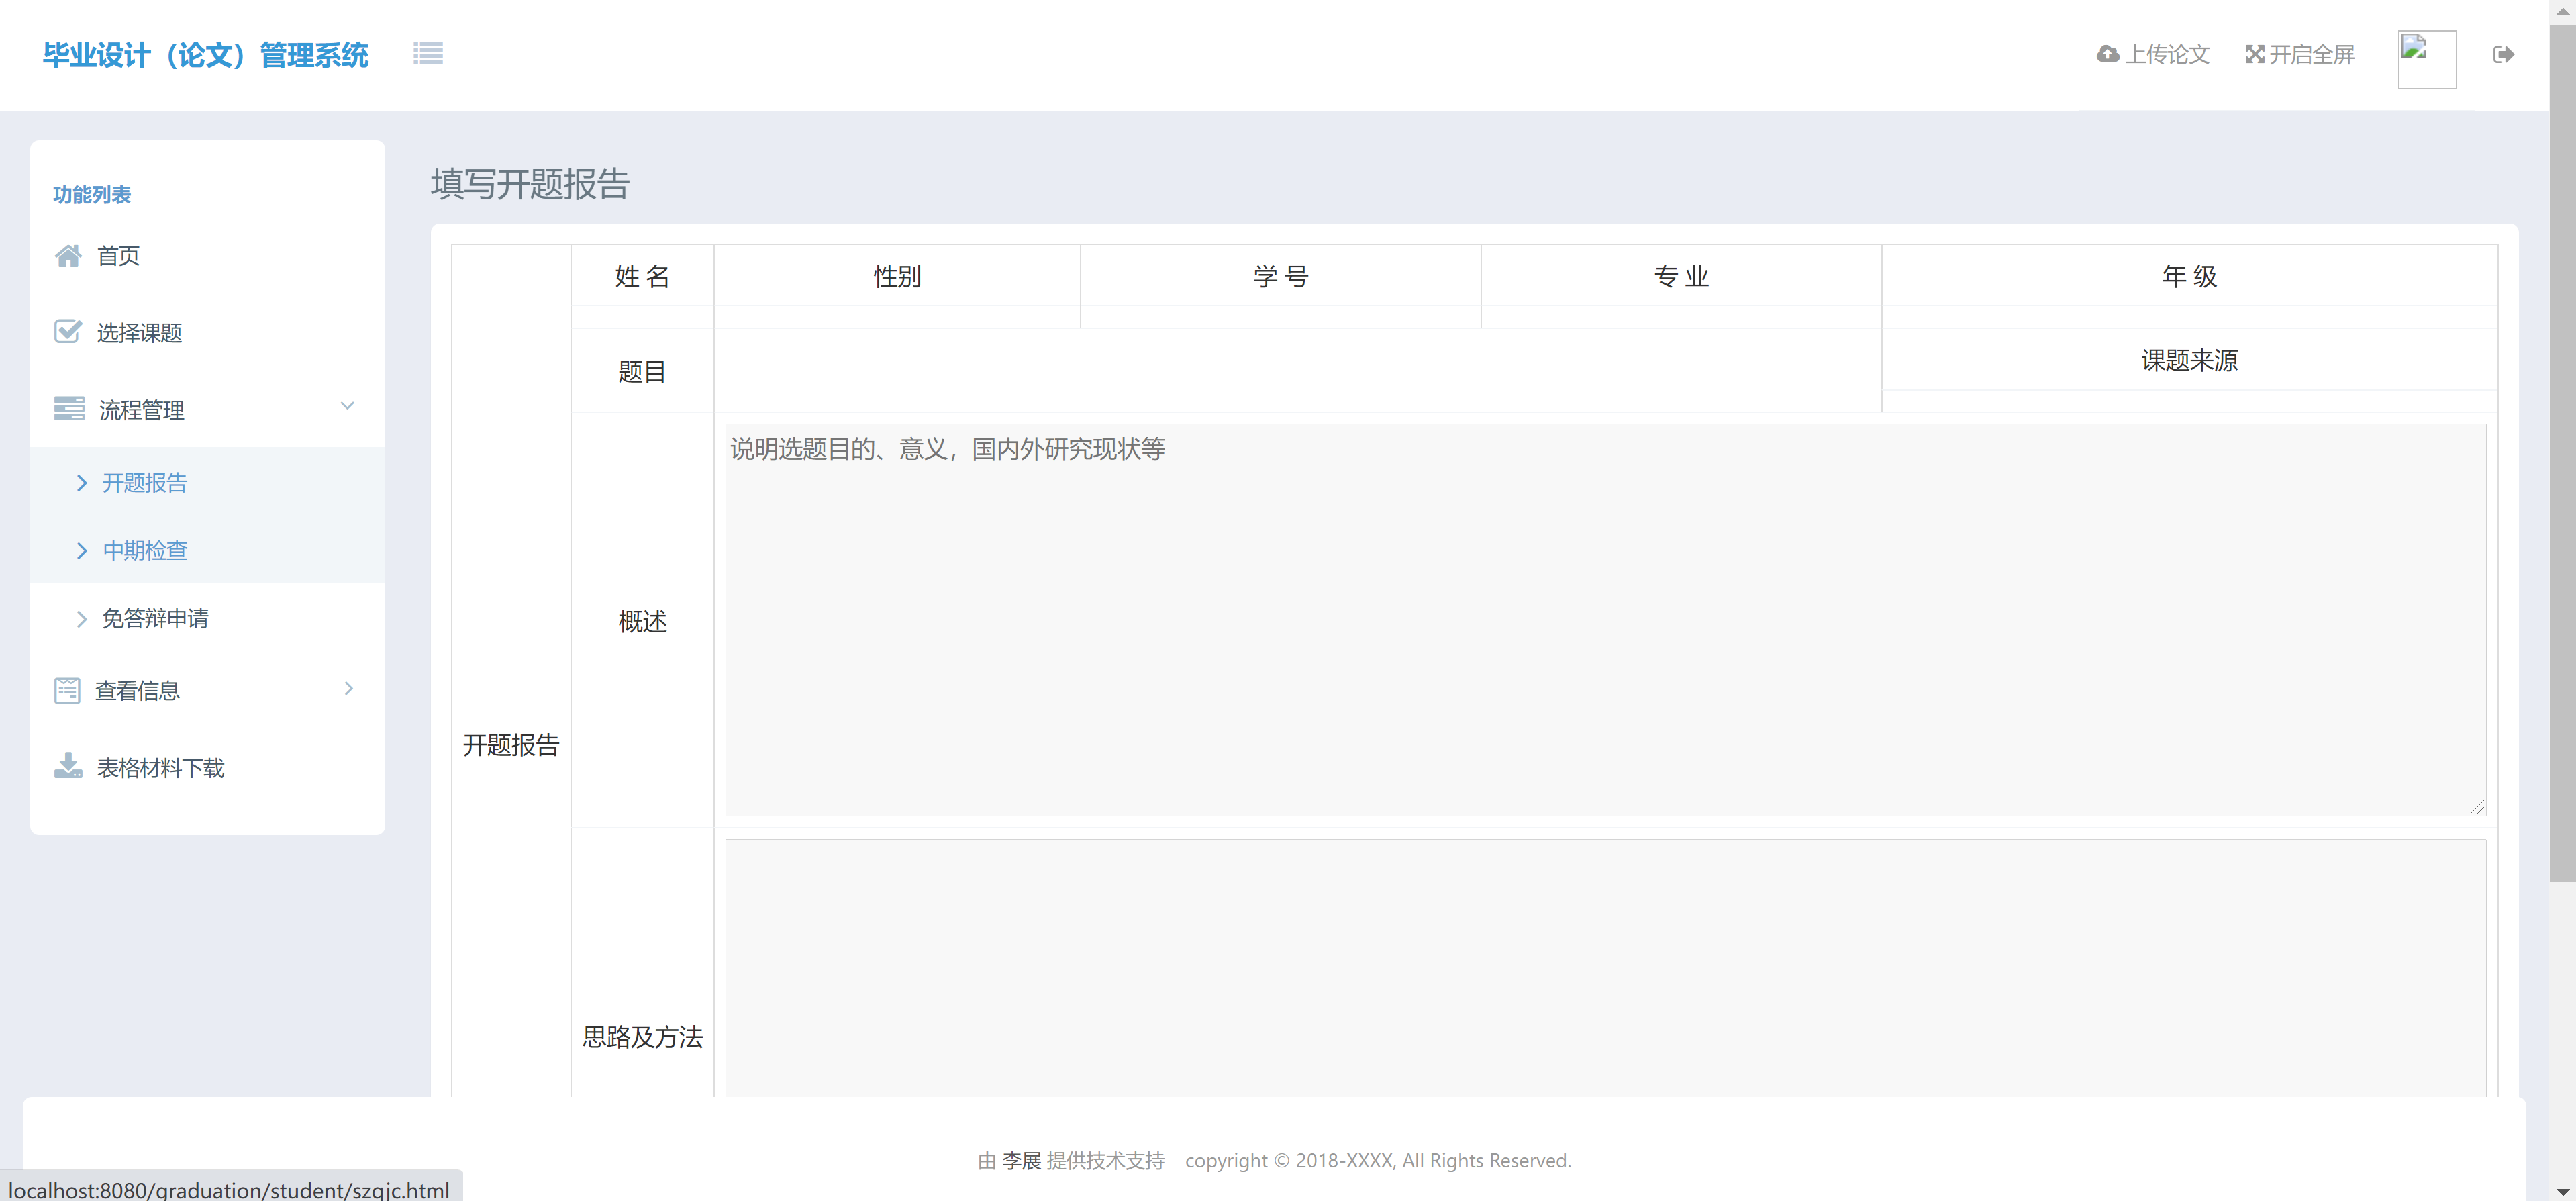 毕业设计（论文）管理系统
上传论文
开启全屏
功能列表
首页
选择课题
流程管理
开题报告
中期检查
免答辩申请
查看信息
表格材料下载
填写开题报告
姓 名 性别 学 号 专 业 年 级
题目 课题来源
说明选题目的、意义，国内外研究现状等
概述
开题报告
思路及方法
由 李展 提供技术支持 copyright © 2018-XXXX, All Rights Reserved.
localhost:8080/graduation/student/szqjc.html